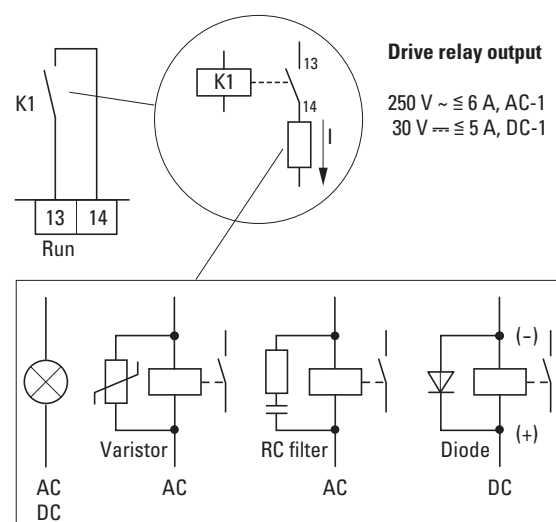 Drive relay output
250 V ~ ≦ 6 A, AC-1
30 V ⎓ ≦ 5 A, DC-1
K1
13
14
I
K1
13 14
Run
Varistor
RC filter
Diode
(–)
(+)
AC
DC
AC
AC
DC